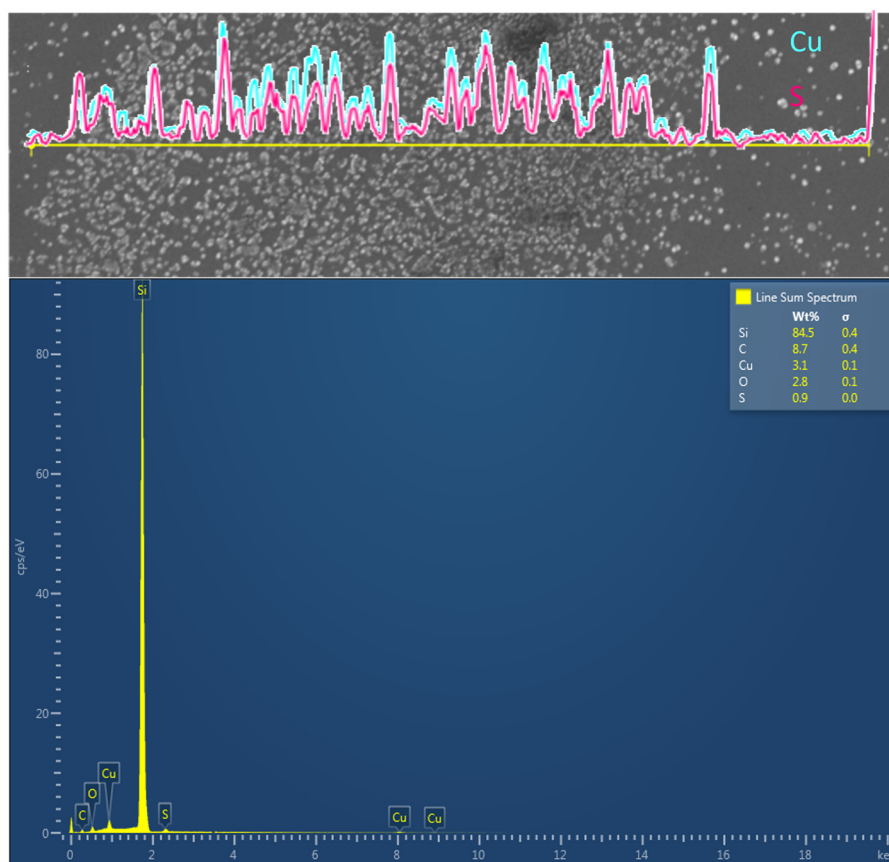 Cu
S
Si
Line Sum Spectrum
Wt% σ
Si 84.5 0.4
C 8.7 0.4
Cu 3.1 0.1
O 2.8 0.1
S 0.9 0.0
80
60
40
20
0
cps/eV
C
O
Cu
S
Cu
Cu
0 2 4 6 8 10 12 14 16 18